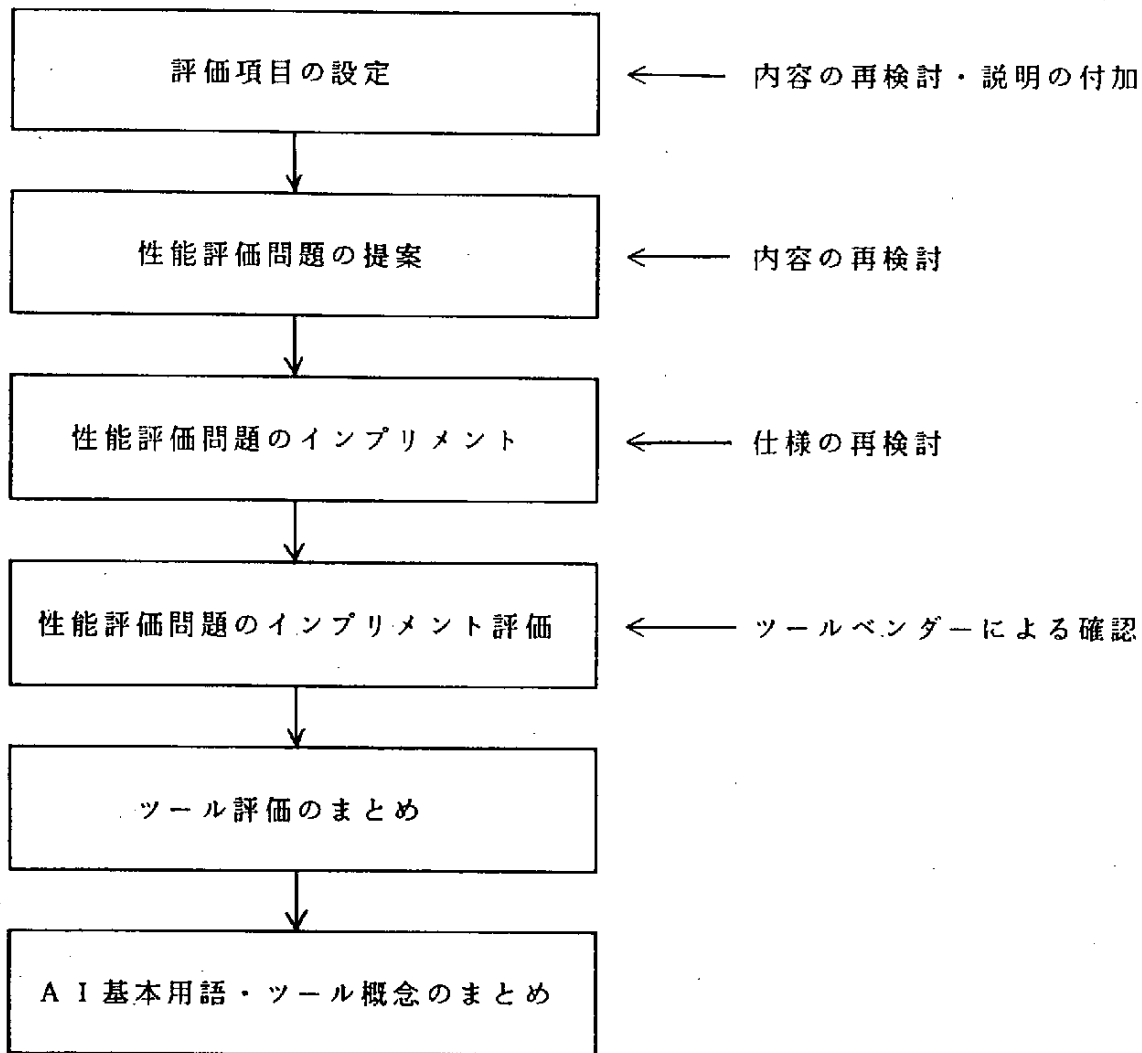 評価項目の設定
内容の再検討・説明の付加
性能評価問題の提案
内容の再検討
性能評価問題のインプリメント
仕様の再検討
性能評価問題のインプリメント評価
ツールベンダーによる確認
ツール評価のまとめ
AI基本用語・ツール概念のまとめ